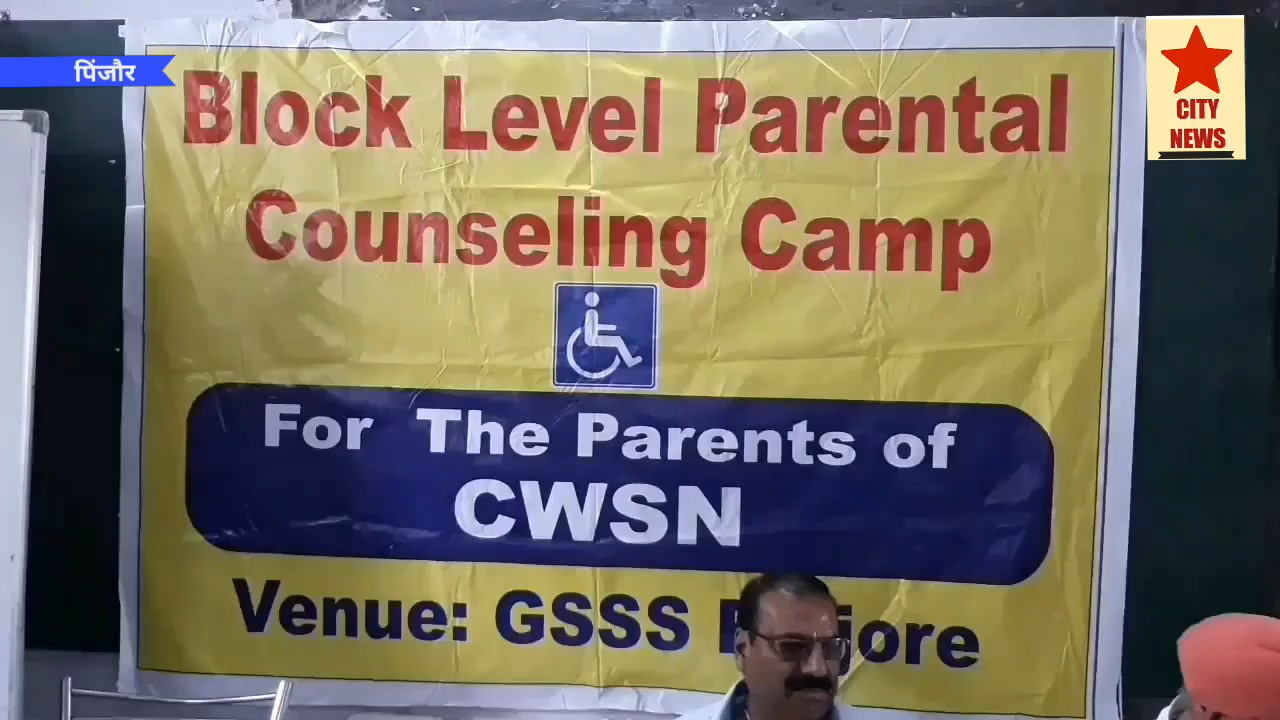 पिंजौर
CITY
NEWS
Block Level Parental
Counseling Camp
For The Parents of
CWSN
Venue: GSSS